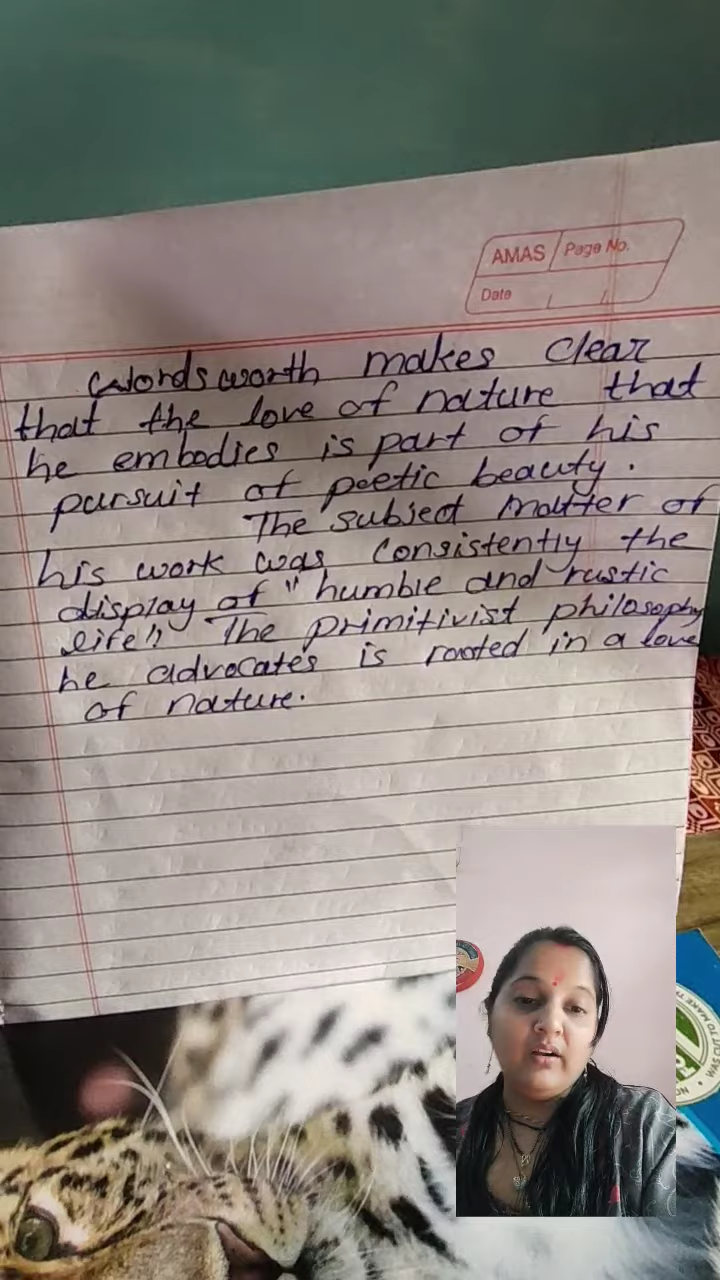 AMAS Page No.
Date / /
Wordsworth makes clear
that the love of nature that
he embodies is part of his
pursuit of poetic beauty.
The subject matter of
his work was consistently the
display of "humble and rustic
life". The primitivist philosophy
he advocates is rooted in a love
of nature.